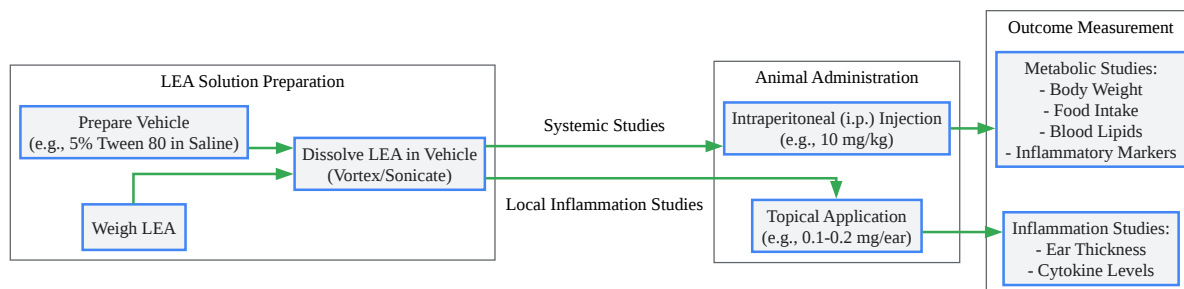 LEA Solution Preparation
Prepare Vehicle
(e.g., 5% Tween 80 in Saline)
Weigh LEA
Dissolve LEA in Vehicle
(Vortex/Sonicate)
Systemic Studies
Local Inflammation Studies
Animal Administration
Intraperitoneal (i.p.) Injection
(e.g., 10 mg/kg)
Topical Application
(e.g., 0.1-0.2 mg/ear)
Outcome Measurement
Metabolic Studies:
- Body Weight
- Food Intake
- Blood Lipids
- Inflammatory Markers
Inflammation Studies:
- Ear Thickness
- Cytokine Levels